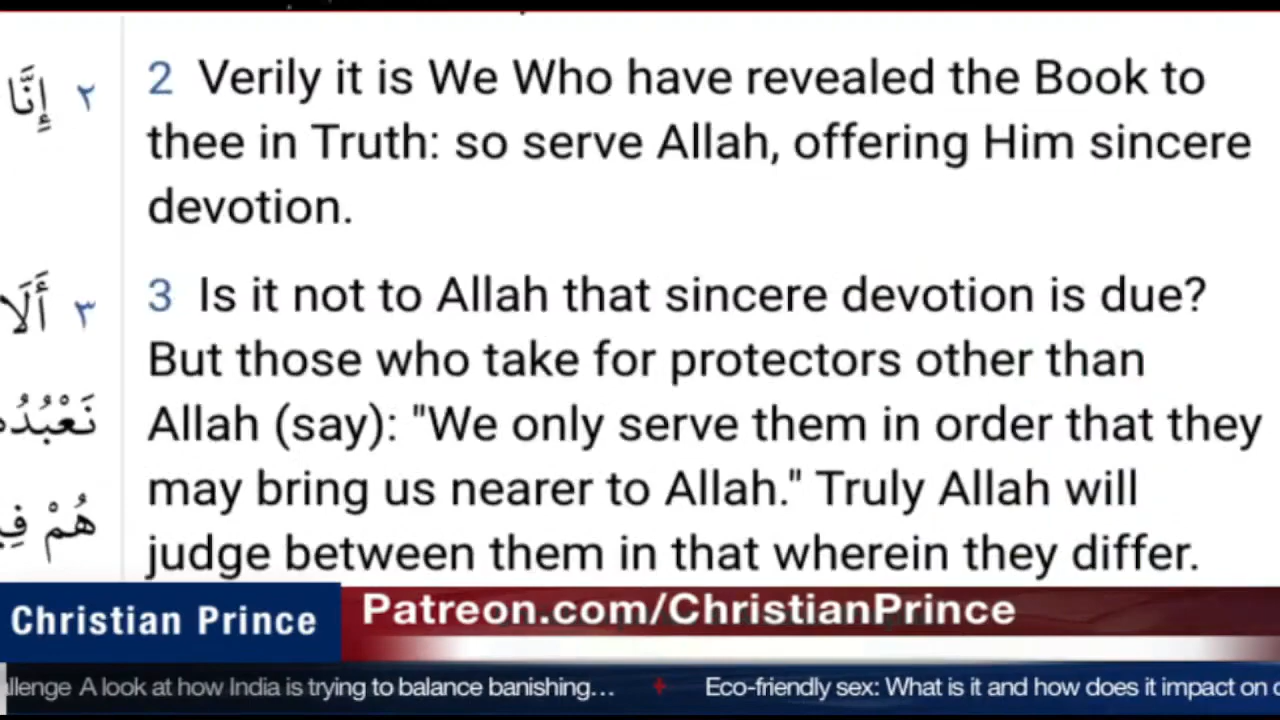 2 Verily it is We Who have revealed the Book to
thee in Truth: so serve Allah, offering Him sincere
devotion.
3 Is it not to Allah that sincere devotion is due?
But those who take for protectors other than
Allah (say): "We only serve them in order that they
may bring us nearer to Allah." Truly Allah will
judge between them in that wherein they differ.
٢ إِنَّا
٣ أَلَا
نَعْبُدُه
هُمْ فِي
Christian Prince
Patreon.com/ChristianPrince
llenge A look at how India is trying to balance banishing... + Eco-friendly sex: What is it and how does it impact on